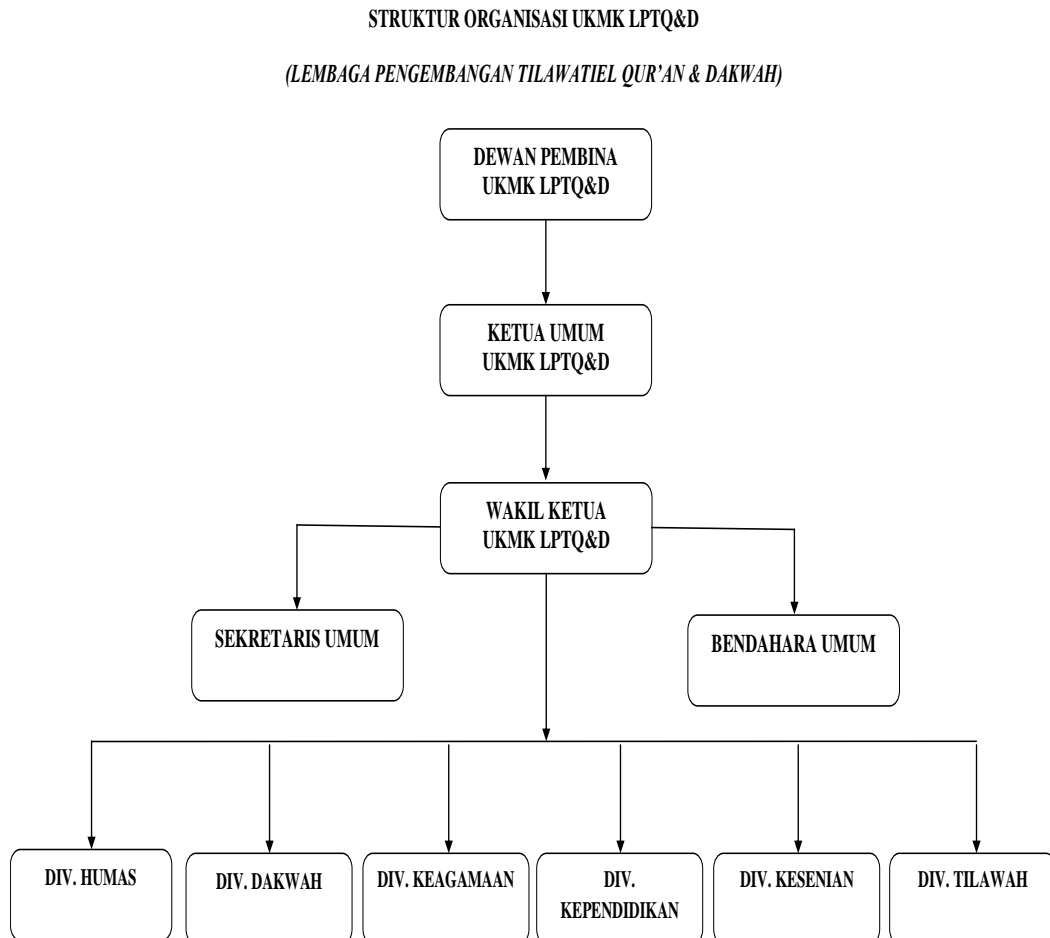 STRUKTUR ORGANISASI UKMK LPTQ&D
(LEMBAGA PENGEMBANGAN TILAWATIEL QUR'AN & DAKWAH)
DEWAN PEMBINA
UKMK LPTQ&D
KETUA UMUM
UKMK LPTQ&D
WAKIL KETUA
UKMK LPTQ&D
SEKRETARIS UMUM
BENDAHARA UMUM
DIV. HUMAS
DIV. DAKWAH
DIV. KEAGAMAAN
DIV.
KEPENDIDIKAN
DIV. KESENIAN
DIV. TILAWAH